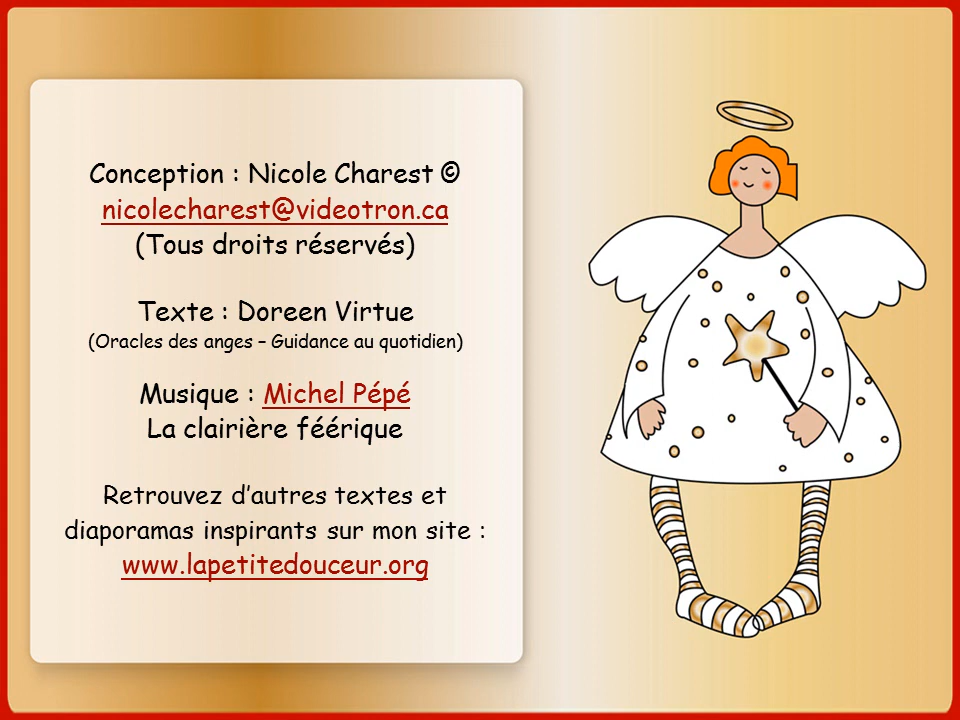 Conception : Nicole Charest ©
nicolecharest@videotron.ca
(Tous droits réservés)
Texte : Doreen Virtue
(Oracles des anges – Guidance au quotidien)
Musique : Michel Pépé
La clairière féérique
Retrouvez d’autres textes et
diaporamas inspirants sur mon site :
www.lapetitedouceur.org